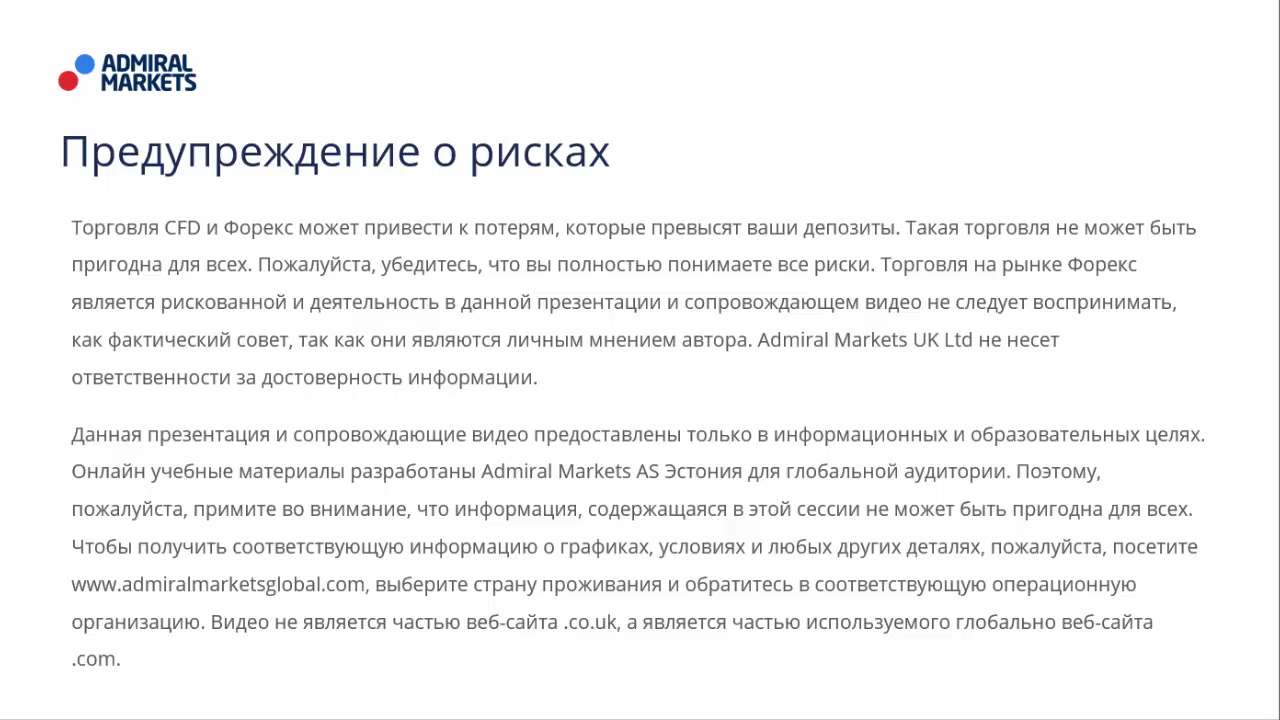 ADMIRAL
MARKETS
Предупреждение о рисках
Торговля CFD и Форекс может привести к потерям, которые превысят ваши депозиты. Такая торговля не может быть
пригодна для всех. Пожалуйста, убедитесь, что вы полностью понимаете все риски. Торговля на рынке Форекс
является рискованной и деятельность в данной презентации и сопровождающем видео не следует воспринимать,
как фактический совет, так как они являются личным мнением автора. Admiral Markets UK Ltd не несет
ответственности за достоверность информации.
Данная презентация и сопровождающие видео предоставлены только в информационных и образовательных целях.
Онлайн учебные материалы разработаны Admiral Markets AS Эстония для глобальной аудитории. Поэтому,
пожалуйста, примите во внимание, что информация, содержащаяся в этой сессии не может быть пригодна для всех.
Чтобы получить соответствующую информацию о графиках, условиях и любых других деталях, пожалуйста, посетите
www.admiralmarketsglobal.com, выберите страну проживания и обратитесь в соответствующую операционную
организацию. Видео не является частью веб-сайта .co.uk, а является частью используемого глобально веб-сайта
.com.